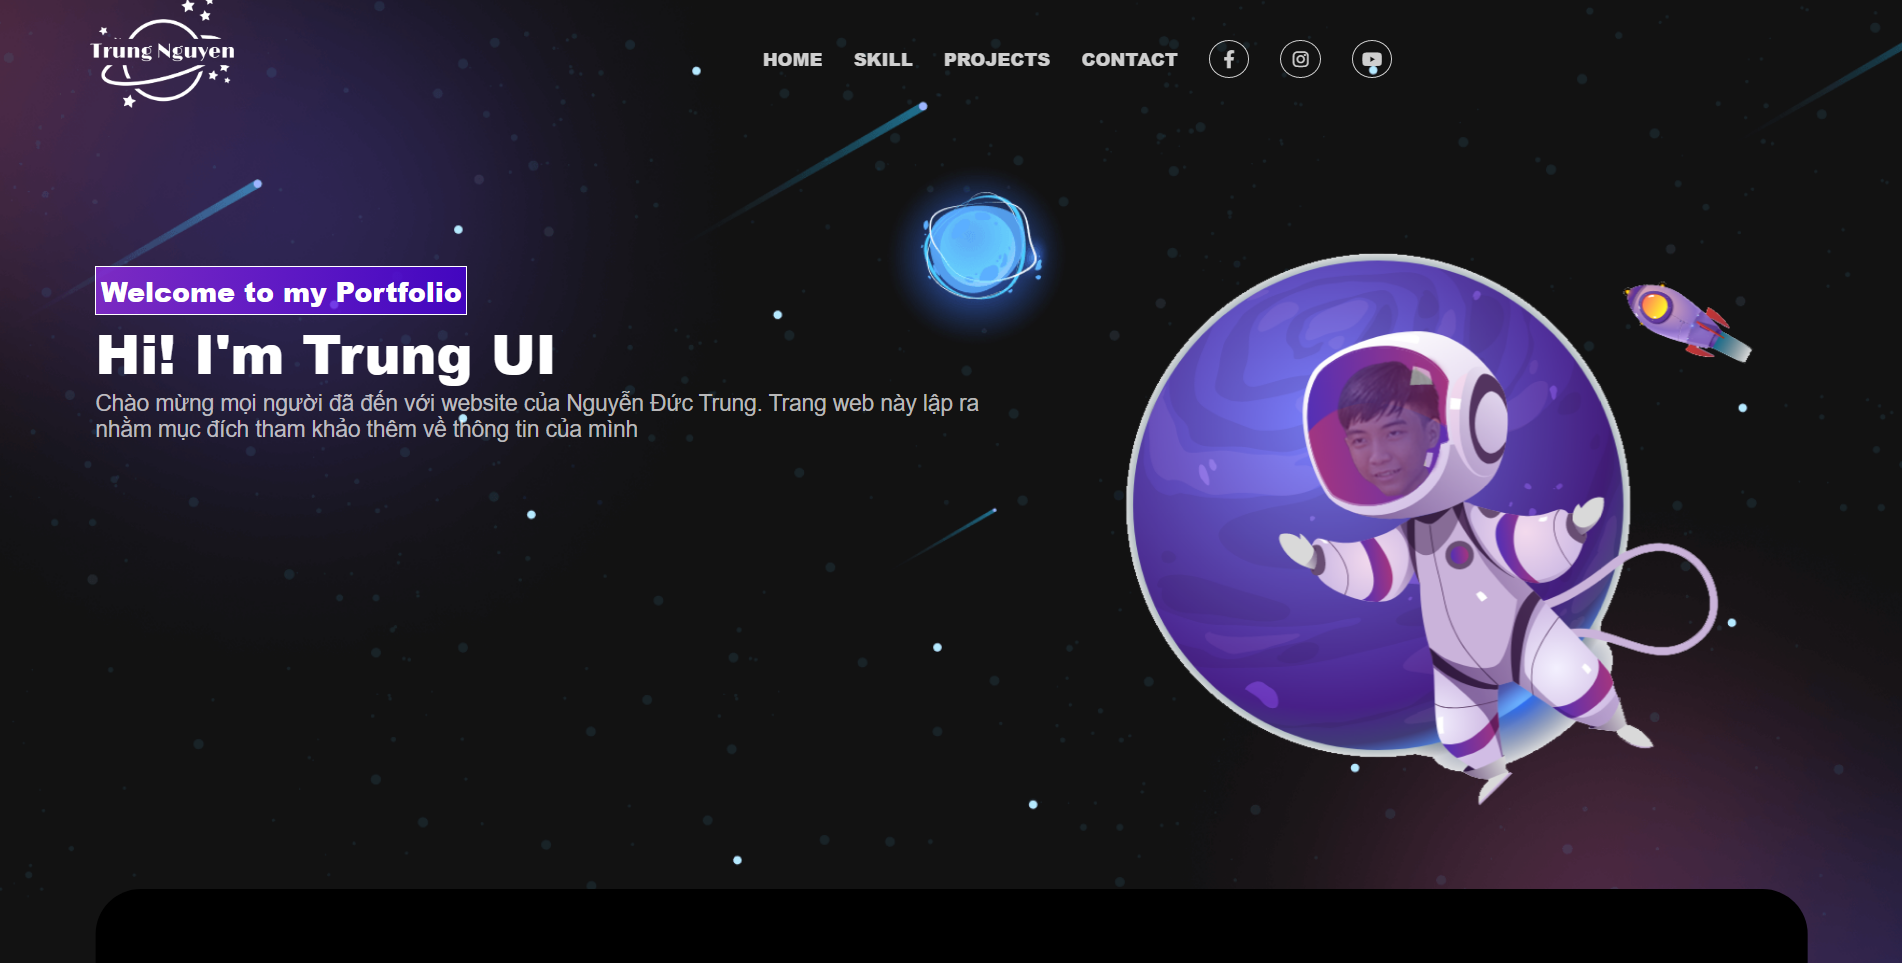 Trung Nguyen
HOME SKILL PROJECTS CONTACT
Welcome to my Portfolio
Hi! I'm Trung UI
Chào mừng mọi người đã đến với website của Nguyễn Đức Trung. Trang web này lập ra
nhằm mục đích tham khảo thêm về thông tin của mình